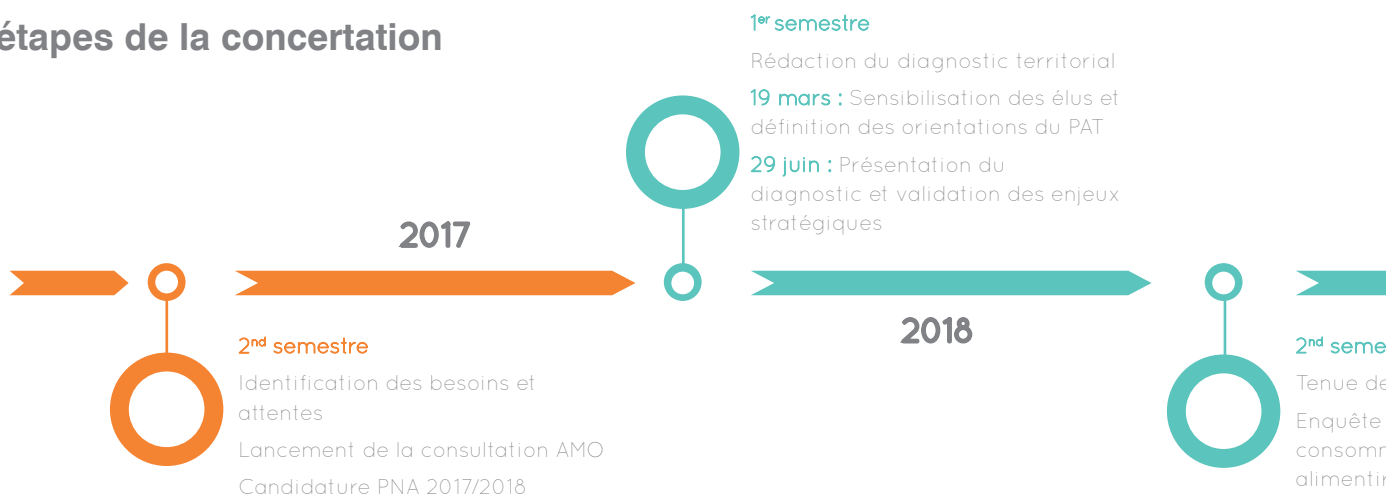 étapes de la concertation
1er semestre
Rédaction du diagnostic territorial
19 mars : Sensibilisation des élus et
définition des orientations du PAT
29 juin : Présentation du
diagnostic et validation des enjeux
stratégiques
2017
2018
2nd semestre
Identification des besoins et
attentes
Lancement de la consultation AMO
Candidature PNA 2017/2018
2nd seme
Tenue de
Enquête
consomm
alimentir